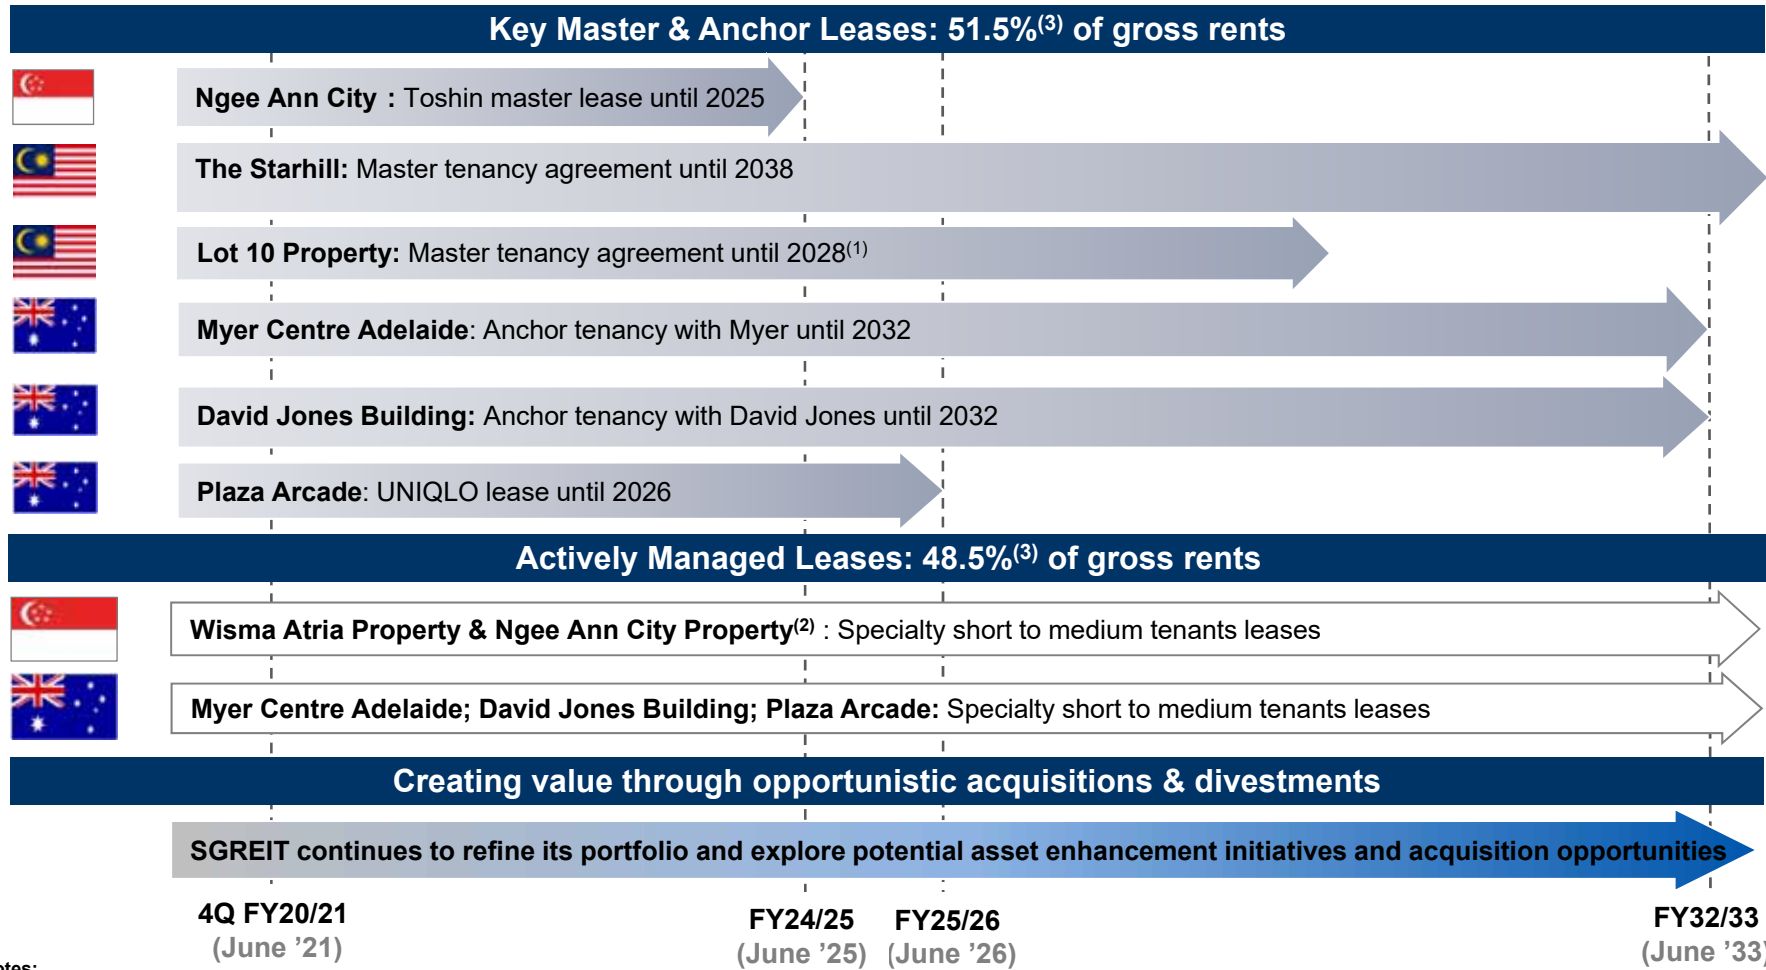 Key Master & Anchor Leases: 51.5%(3) of gross rents
Ngee Ann City : Toshin master lease until 2025
The Starhill: Master tenancy agreement until 2038
Lot 10 Property: Master tenancy agreement until 2028(1)
Myer Centre Adelaide: Anchor tenancy with Myer until 2032
David Jones Building: Anchor tenancy with David Jones until 2032
Plaza Arcade: UNIQLO lease until 2026
Actively Managed Leases: 48.5%(3) of gross rents
Wisma Atria Property & Ngee Ann City Property(2) : Specialty short to medium tenants leases
Myer Centre Adelaide; David Jones Building; Plaza Arcade: Specialty short to medium tenants leases
Creating value through opportunistic acquisitions & divestments
SGREIT continues to refine its portfolio and explore potential asset enhancement initiatives and acquisition opportunities
4Q FY20/21 FY24/25 FY25/26 FY32/33
(June ’21) (June ’25) (June ’26) (June ’33)